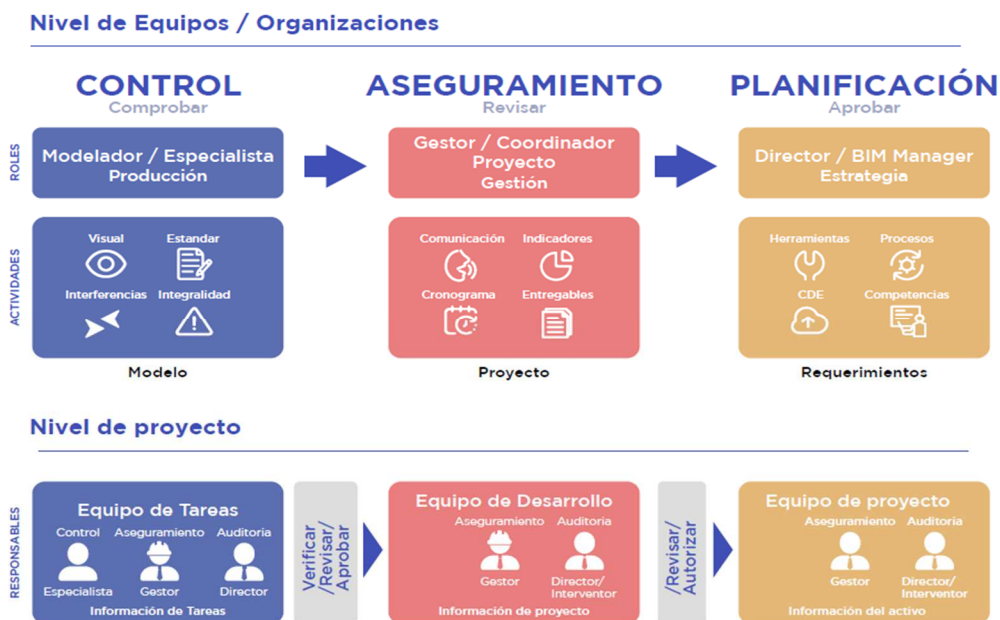 Nivel de Equipos / Organizaciones
CONTROL
Comprobar
ASEGURAMIENTO
Revisar
PLANIFICACIÓN
Aprobar
ROLES
Modelador / Especialista
Producción
Gestor / Coordinador
Proyecto
Gestión
Director / BIM Manager
Estrategia
ACTIVIDADES
Visual
Estandar
Interferencias
Integralidad
Modelo
Comunicación
Indicadores
Cronograma
Entregables
Proyecto
Herramientas
Procesos
CDE
Competencias
Requerimientos
Nivel de proyecto
RESPONSABLES
Equipo de Tareas
Control
Aseguramiento
Auditoria
Especialista
Gestor
Director
Información de Tareas
Verificar
/Revisar/
Aprobar
Equipo de Desarrollo
Aseguramiento
Auditoria
Gestor
Director/
Interventor
Información de proyecto
/Revisar/
Autorizar
Equipo de proyecto
Aseguramiento
Auditoria
Gestor
Director/
Interventor
Información del activo